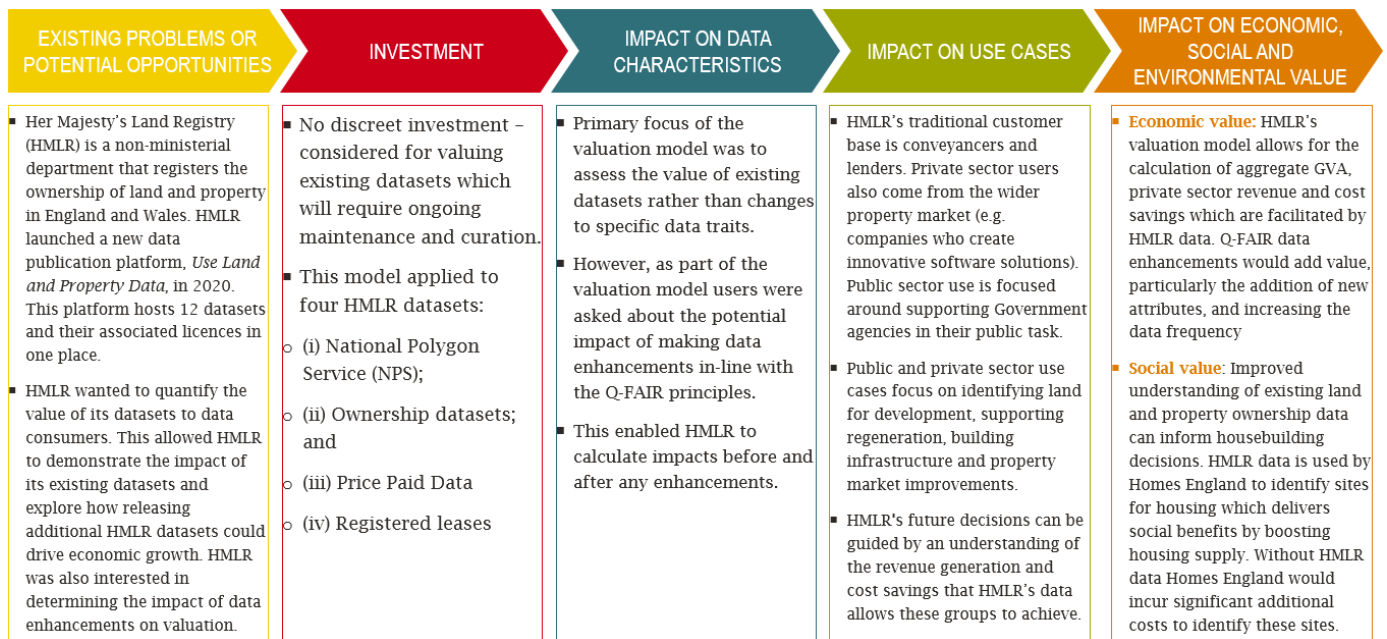 EXISTING PROBLEMS OR
POTENTIAL OPPORTUNITIES
INVESTMENT
IMPACT ON DATA
CHARACTERISTICS
IMPACT ON USE CASES
IMPACT ON ECONOMIC,
SOCIAL AND
ENVIRONMENTAL VALUE
▪ Her Majesty's Land Registry
(HMLR) is a non-ministerial
department that registers the
ownership of land and property
in England and Wales. HMLR
launched a new data
publication platform, Use Land
and Property Data, in 2020.
This platform hosts 12 datasets
and their associated licences in
one place.
▪ HMLR wanted to quantify the
value of its datasets to data
consumers. This allowed HMLR
to demonstrate the impact of
its existing datasets and
explore how releasing
additional HMLR datasets could
drive economic growth. HMLR
was also interested in
determining the impact of data
enhancements on valuation.
▪ No discreet investment –
considered for valuing
existing datasets which
will require ongoing
maintenance and curation.
▪ This model applied to
four HMLR datasets:
o (i) National Polygon
Service (NPS);
o (ii) Ownership datasets;
and
o (iii) Price Paid Data
o (iv) Registered leases
▪ Primary focus of the
valuation model was to
assess the value of existing
datasets rather than changes
to specific data traits.
▪ However, as part of the
valuation model users were
asked about the potential
impact of making data
enhancements in-line with
the Q-FAIR principles.
▪ This enabled HMLR to
calculate impacts before and
after any enhancements.
▪ HMLR's traditional customer
base is conveyancers and
lenders. Private sector users
also come from the wider
property market (e.g.
companies who create
innovative software solutions).
Public sector use is focused
around supporting Government
agencies in their public task.
▪ Public and private sector use
cases focus on identifying land
for development, supporting
regeneration, building
infrastructure and property
market improvements.
▪ HMLR's future decisions can be
guided by an understanding of
the revenue generation and
cost savings that HMLR's data
allows these groups to achieve.
▪ Economic value: HMLR's
valuation model allows for the
calculation of aggregate GVA,
private sector revenue and cost
savings which are facilitated by
HMLR data. Q-FAIR data
enhancements would add value,
particularly the addition of new
attributes, and increasing the
data frequency
▪ Social value: Improved
understanding of existing land
and property ownership data
can inform housebuilding
decisions. HMLR data is used by
Homes England to identify sites
for housing which delivers
social benefits by boosting
housing supply. Without HMLR
data Homes England would
incur significant additional
costs to identify these sites.